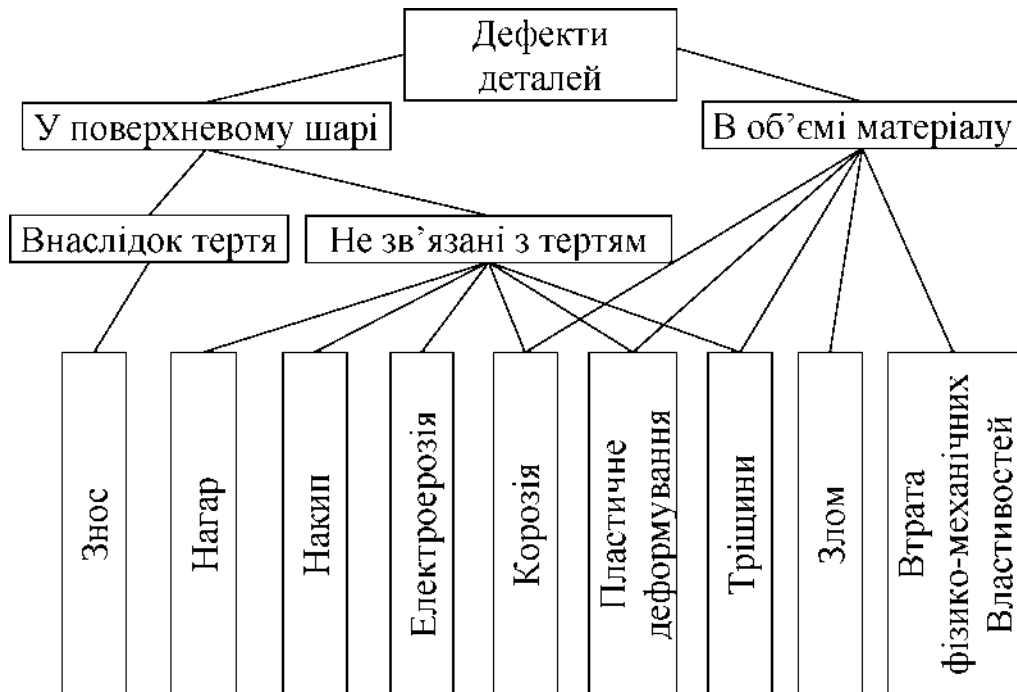 Дефекти
деталей
У поверхневому шарі
В об’ємі матеріалу
Внаслідок тертя
Не зв’язані з тертям
Знос
Нагар
Накип
Електроерозія
Корозія
Пластичне
деформування
Тріщини
Злом
Втрата
фізико-механічних
Властивостей